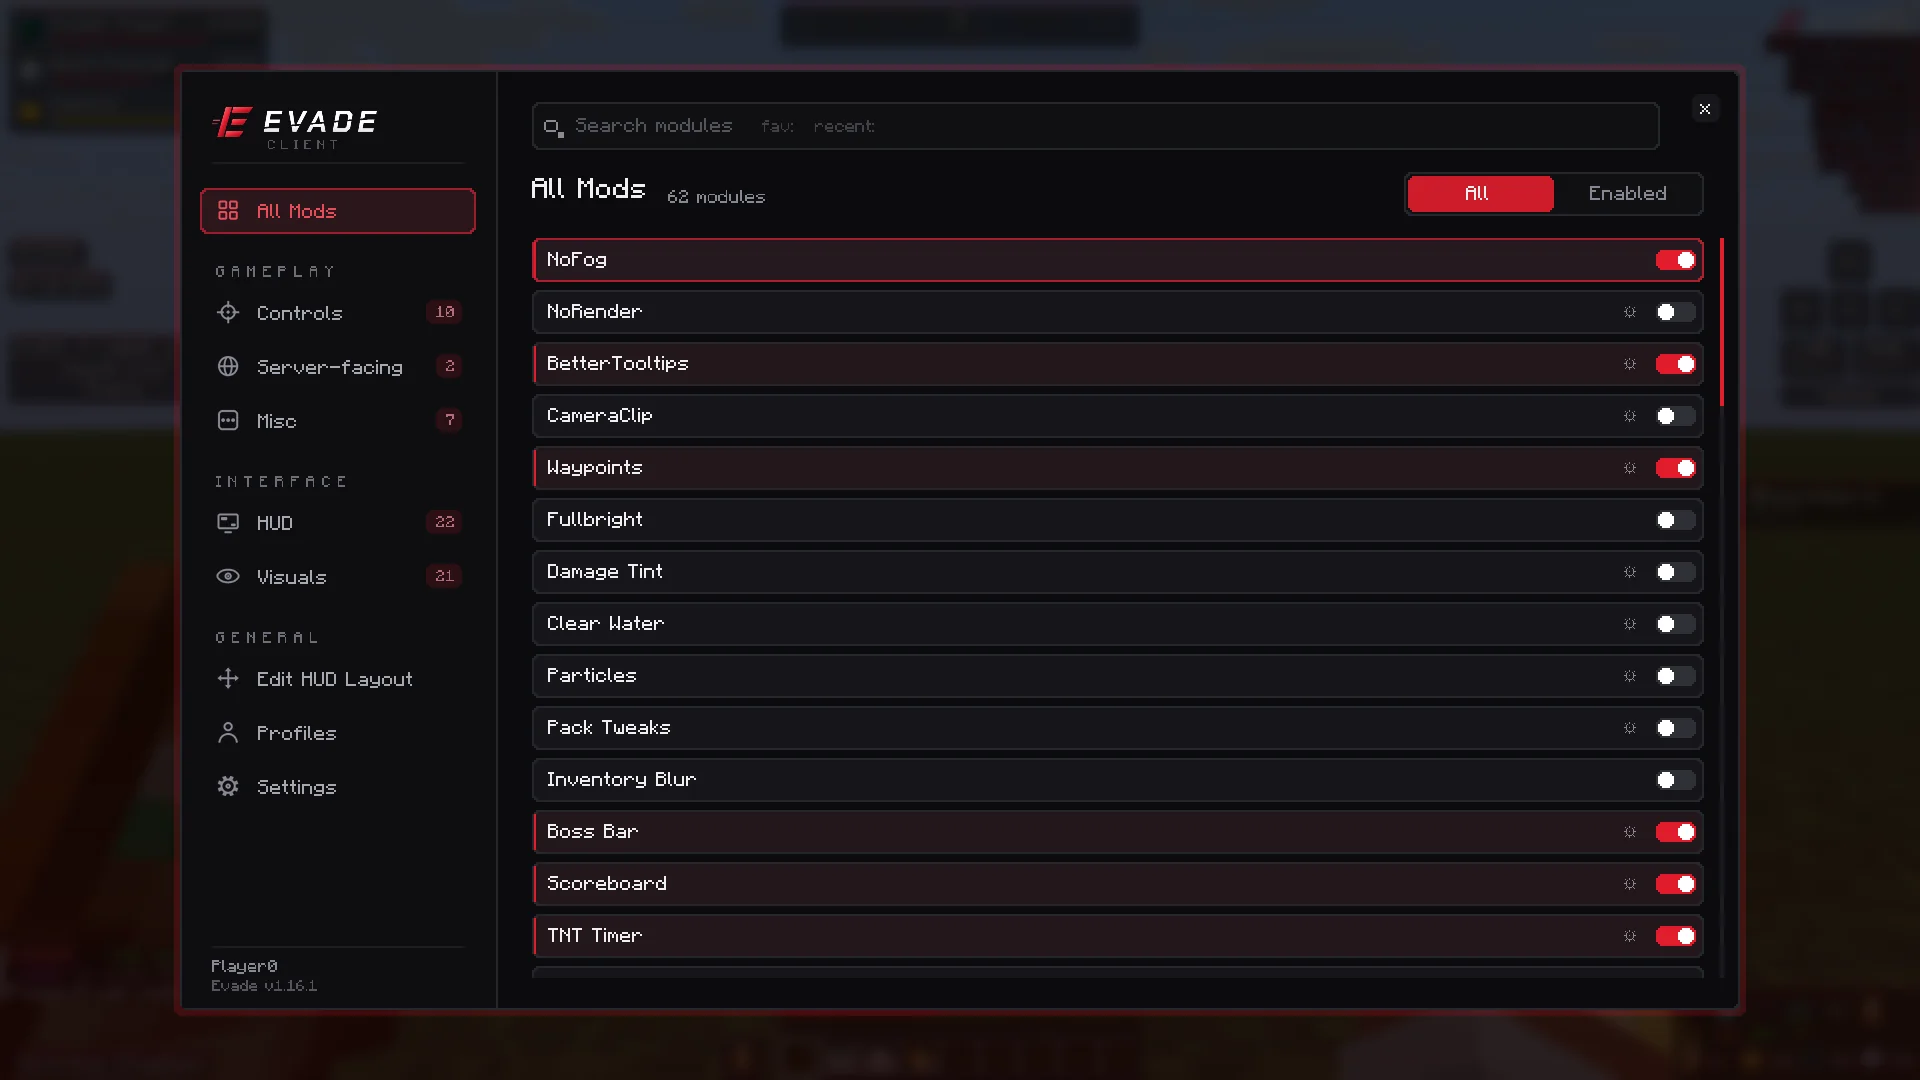 EVADE
CLIENT
All Mods
GAMEPLAY
Controls 10
Server-facing 2
Misc 7
INTERFACE
HUD 22
Visuals 21
GENERAL
Edit HUD Layout
Profiles
Settings
Player0
Evade v1.16.1
Search modules fav: recent:
All Mods 62 modules
All Enabled
NoFog
NoRender
BetterTooltips
CameraClip
Waypoints
Fullbright
Damage Tint
Clear Water
Particles
Pack Tweaks
Inventory Blur
Boss Bar
Scoreboard
TNT Timer